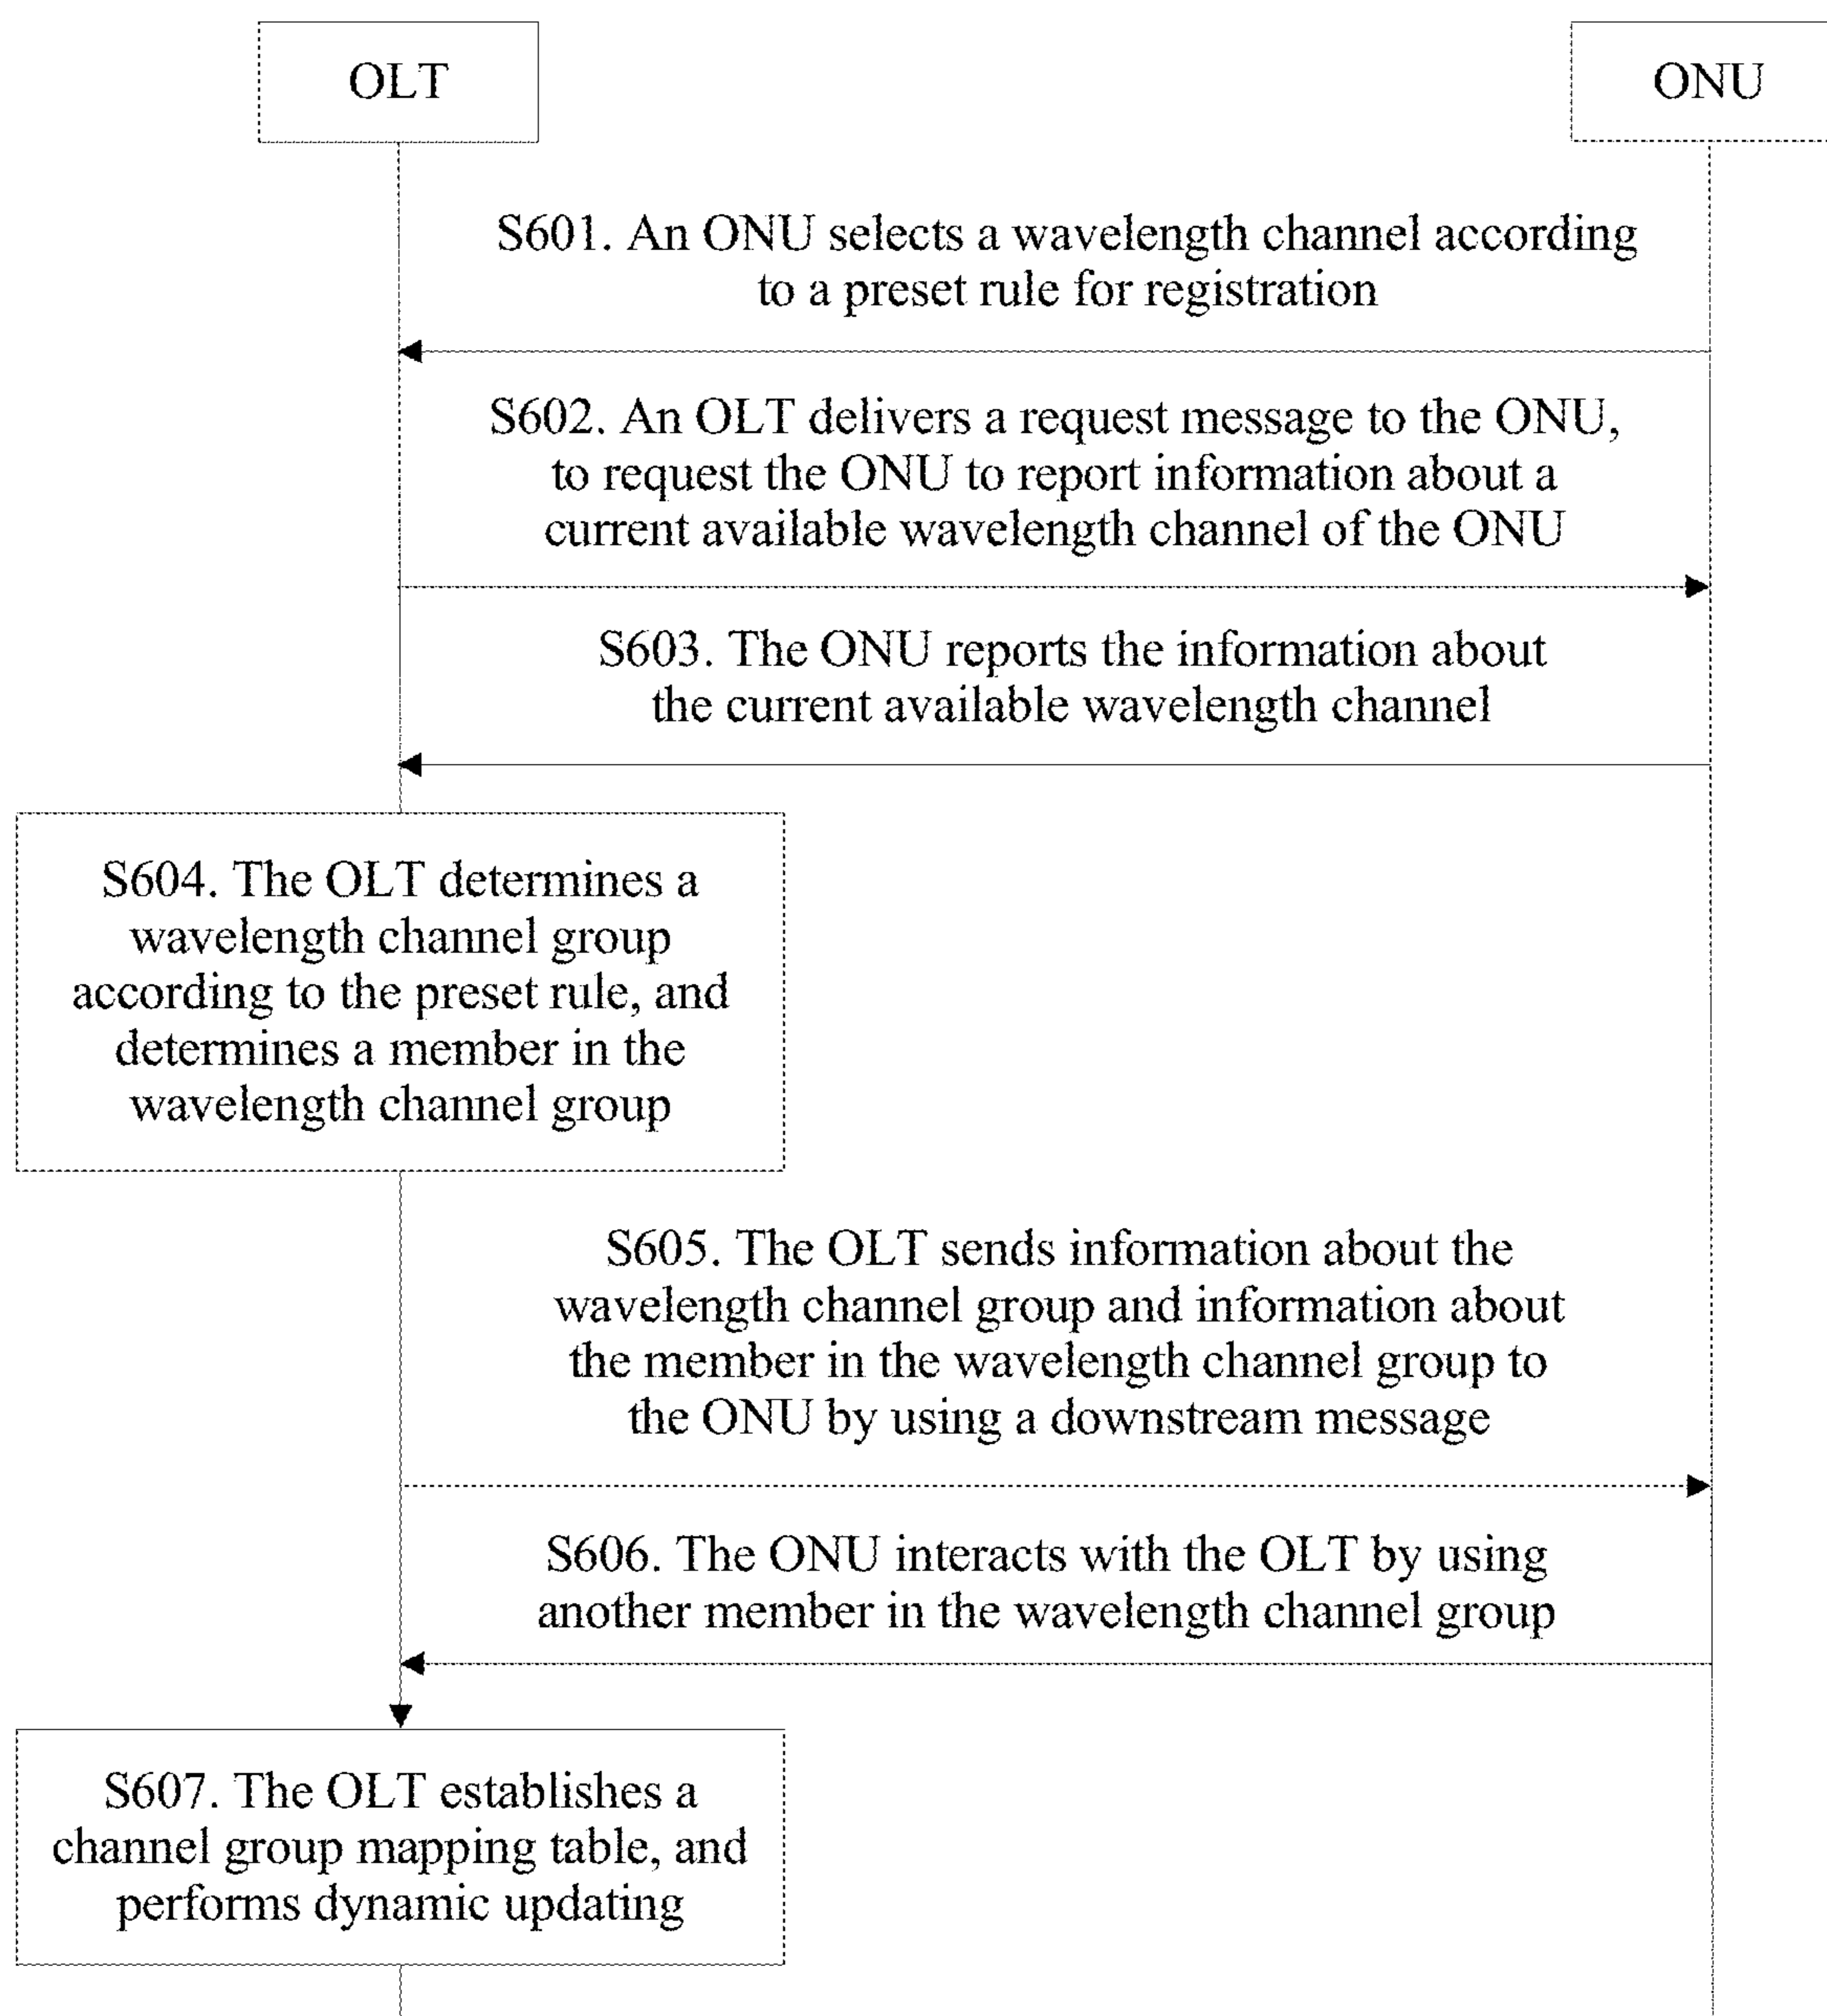 OLT
ONU
S601. An ONU selects a wavelength channel according
to a preset rule for registration
S602. An OLT delivers a request message to the ONU,
to request the ONU to report information about a
current available wavelength channel of the ONU
S603. The ONU reports the information about
the current available wavelength channel
S604. The OLT determines a
wavelength channel group
according to the preset rule, and
determines a member in the
wavelength channel group
S605. The OLT sends information about the
wavelength channel group and information about
the member in the wavelength channel group to
the ONU by using a downstream message
S606. The ONU interacts with the OLT by using
another member in the wavelength channel group
S607. The OLT establishes a
channel group mapping table, and
performs dynamic updating